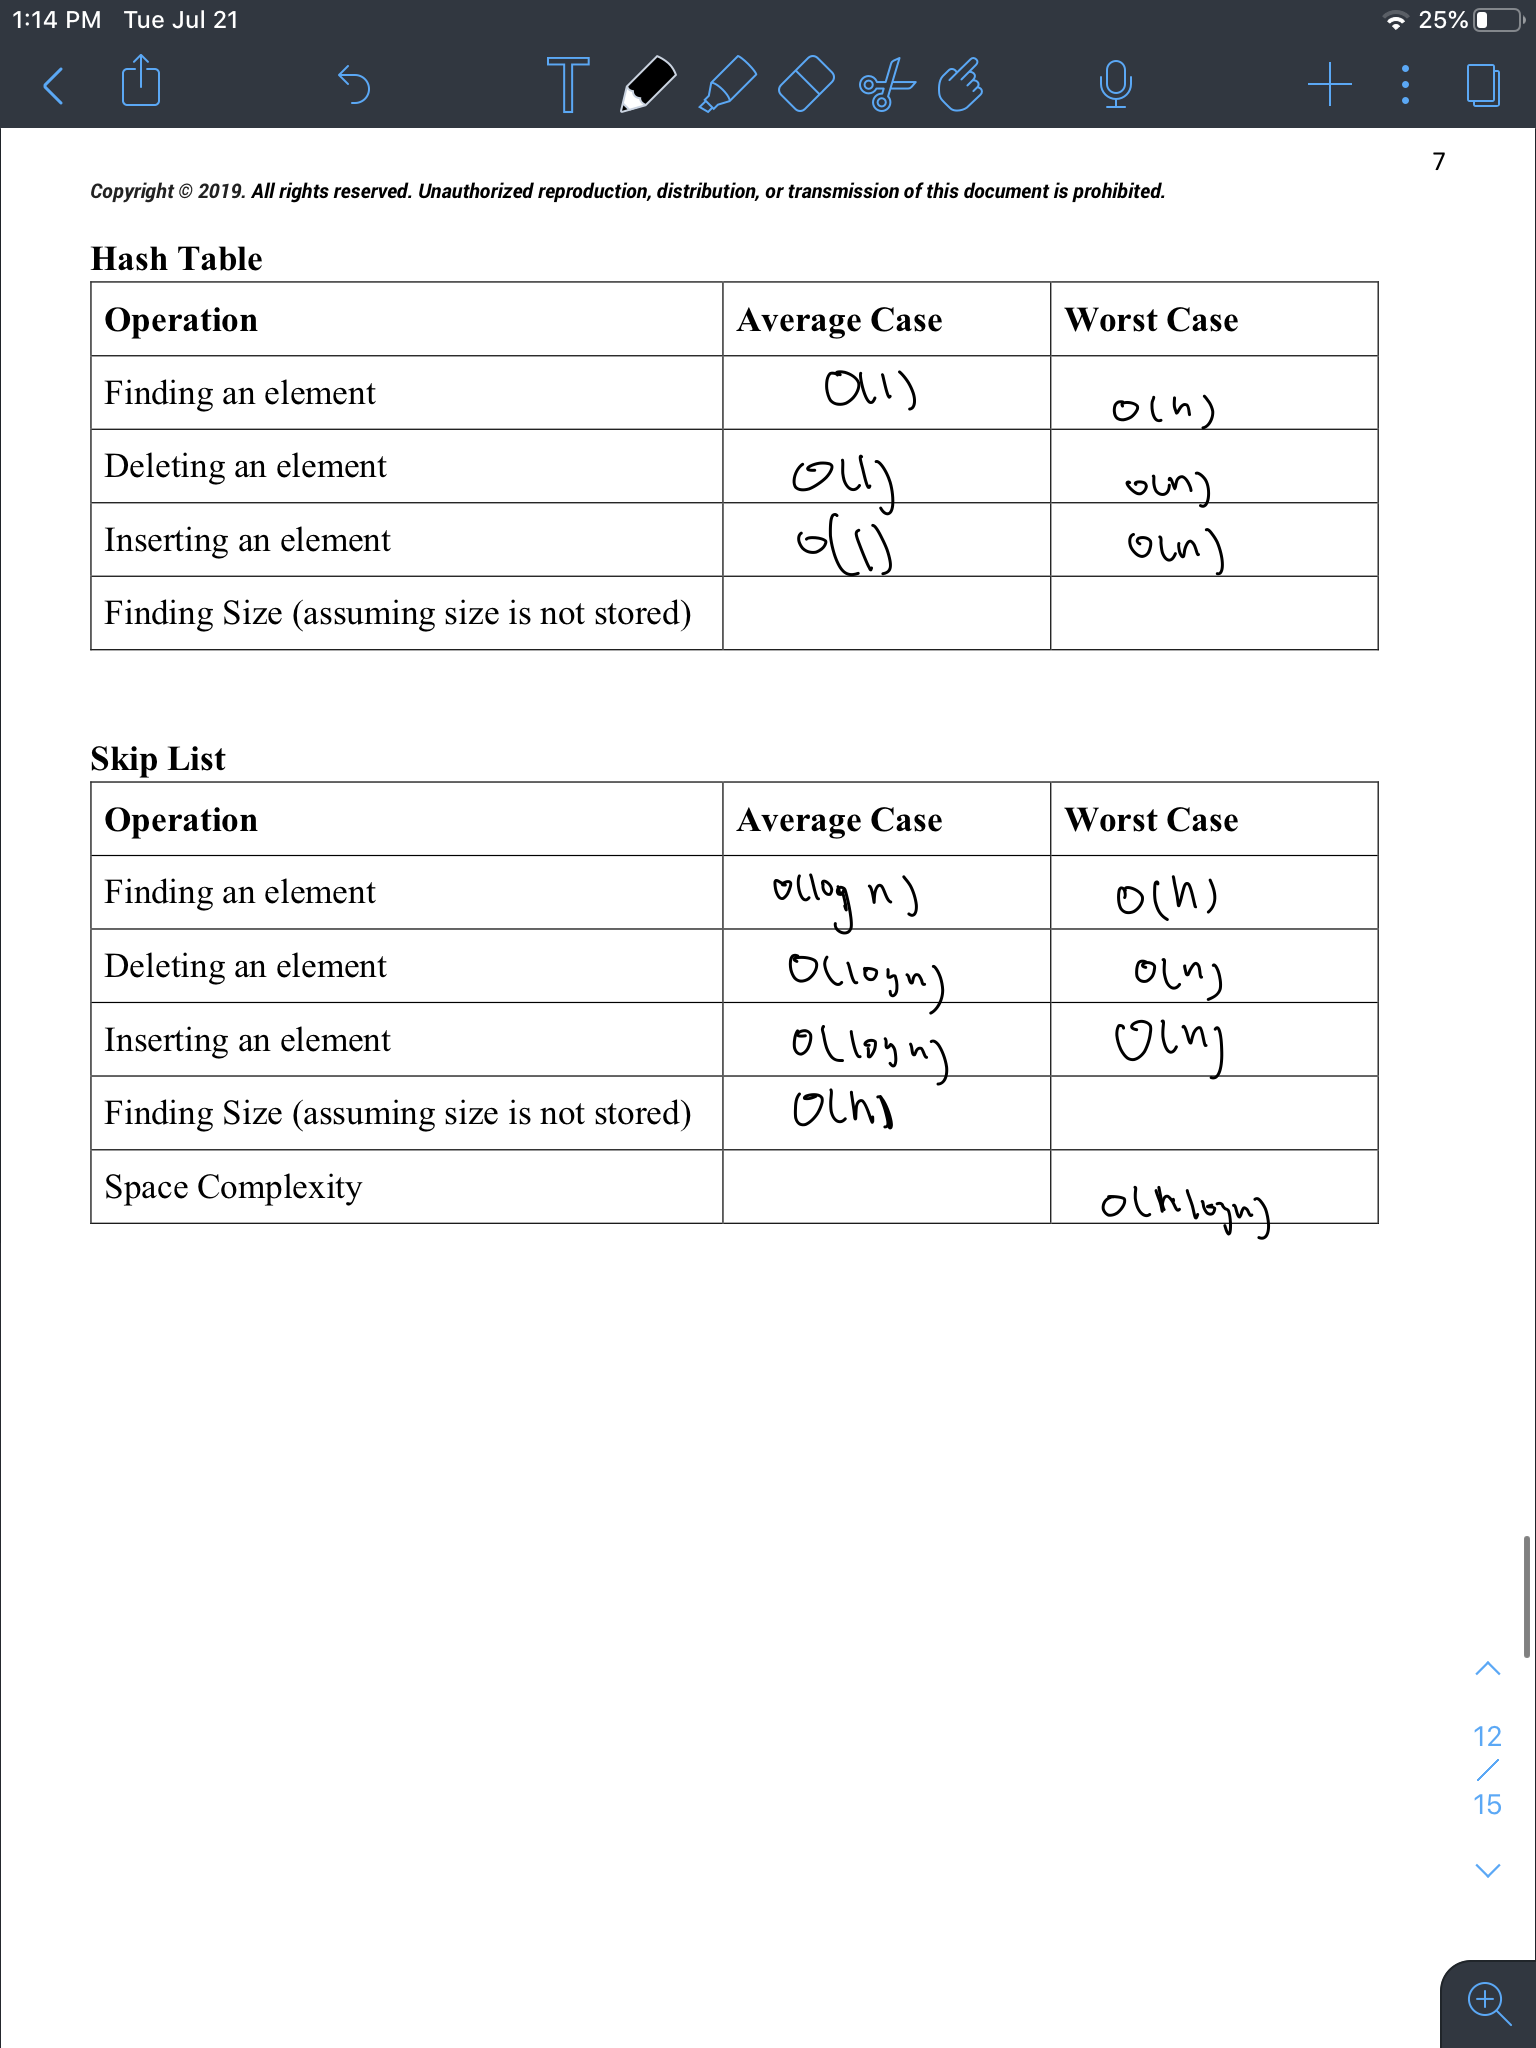 1:14 PM Tue Jul 21 25%
T
7
Copyright © 2019. All rights reserved. Unauthorized reproduction, distribution, or transmission of this document is prohibited.
Hash Table
Operation Average Case Worst Case
Finding an element O(1) O(n)
Deleting an element O(1) O(n)
Inserting an element O(1) O(n)
Finding Size (assuming size is not stored)
Skip List
Operation Average Case Worst Case
Finding an element O(log n) O(n)
Deleting an element O(log n) O(n)
Inserting an element O(log n) O(n)
Finding Size (assuming size is not stored) O(n)
Space Complexity O(n log n)
12
/
15